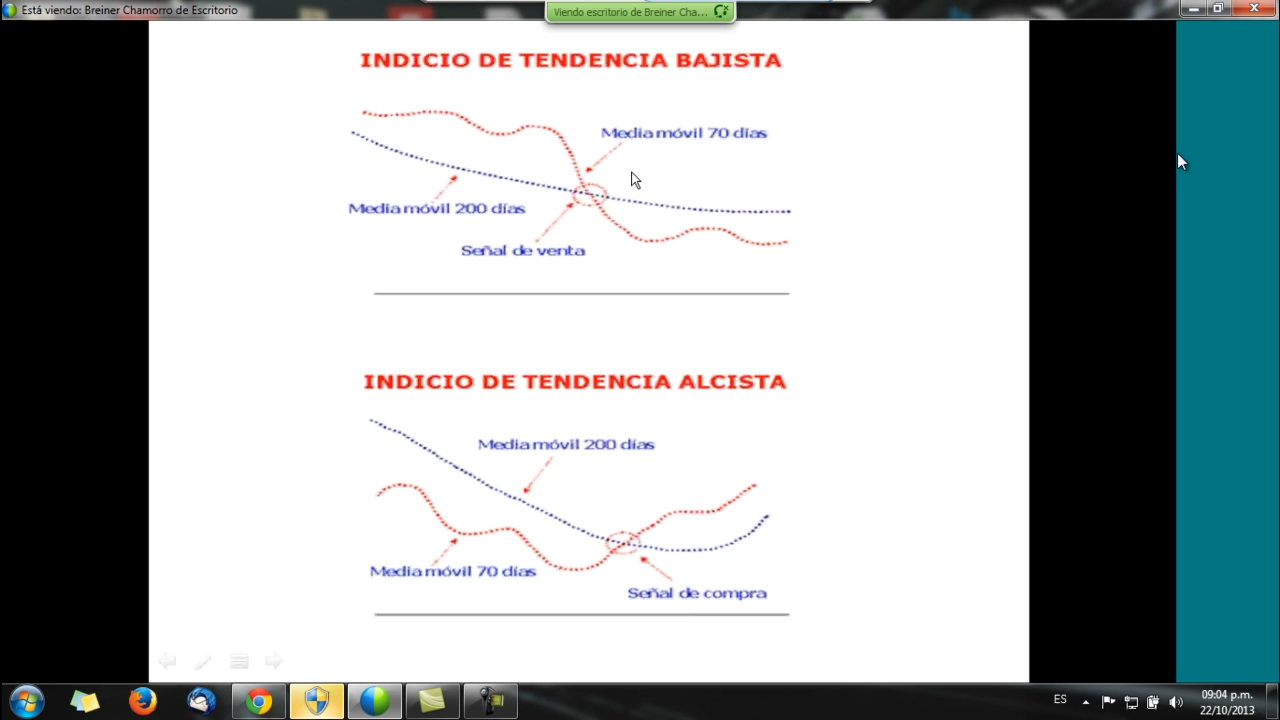 Está viendo: Breiner Chamorro de Escritorio
Viendo escritorio de Breiner Cha...
INDICIO DE TENDENCIA BAJISTA
Media móvil 70 días
Media móvil 200 días
Señal de venta
INDICIO DE TENDENCIA ALCISTA
Media móvil 200 días
Media móvil 70 días
Señal de compra
ES
09:04 p.m.
22/10/2013